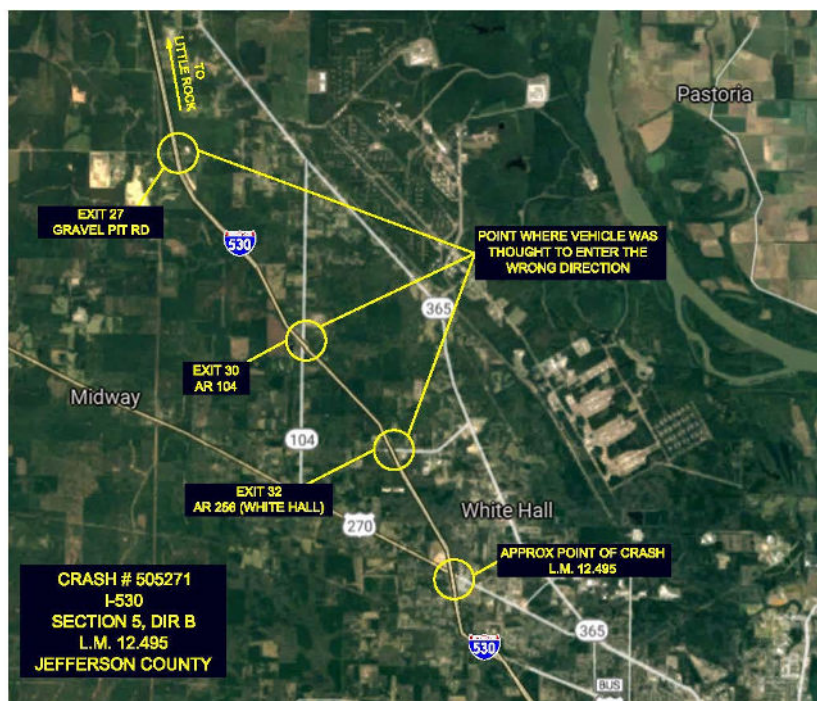 TO
LITTLE ROCK
Pastoria
EXIT 27
GRAVEL PIT RD
530
POINT WHERE VEHICLE WAS
THOUGHT TO ENTER THE
WRONG DIRECTION
365
EXIT 30
AR 104
Midway
104
EXIT 32
AR 256 (WHITE HALL)
270
White Hall
APPROX POINT OF CRASH
L.M. 12.495
CRASH # 505271
I-530
SECTION 5, DIR B
L.M. 12.495
JEFFERSON COUNTY
365
530
BUS